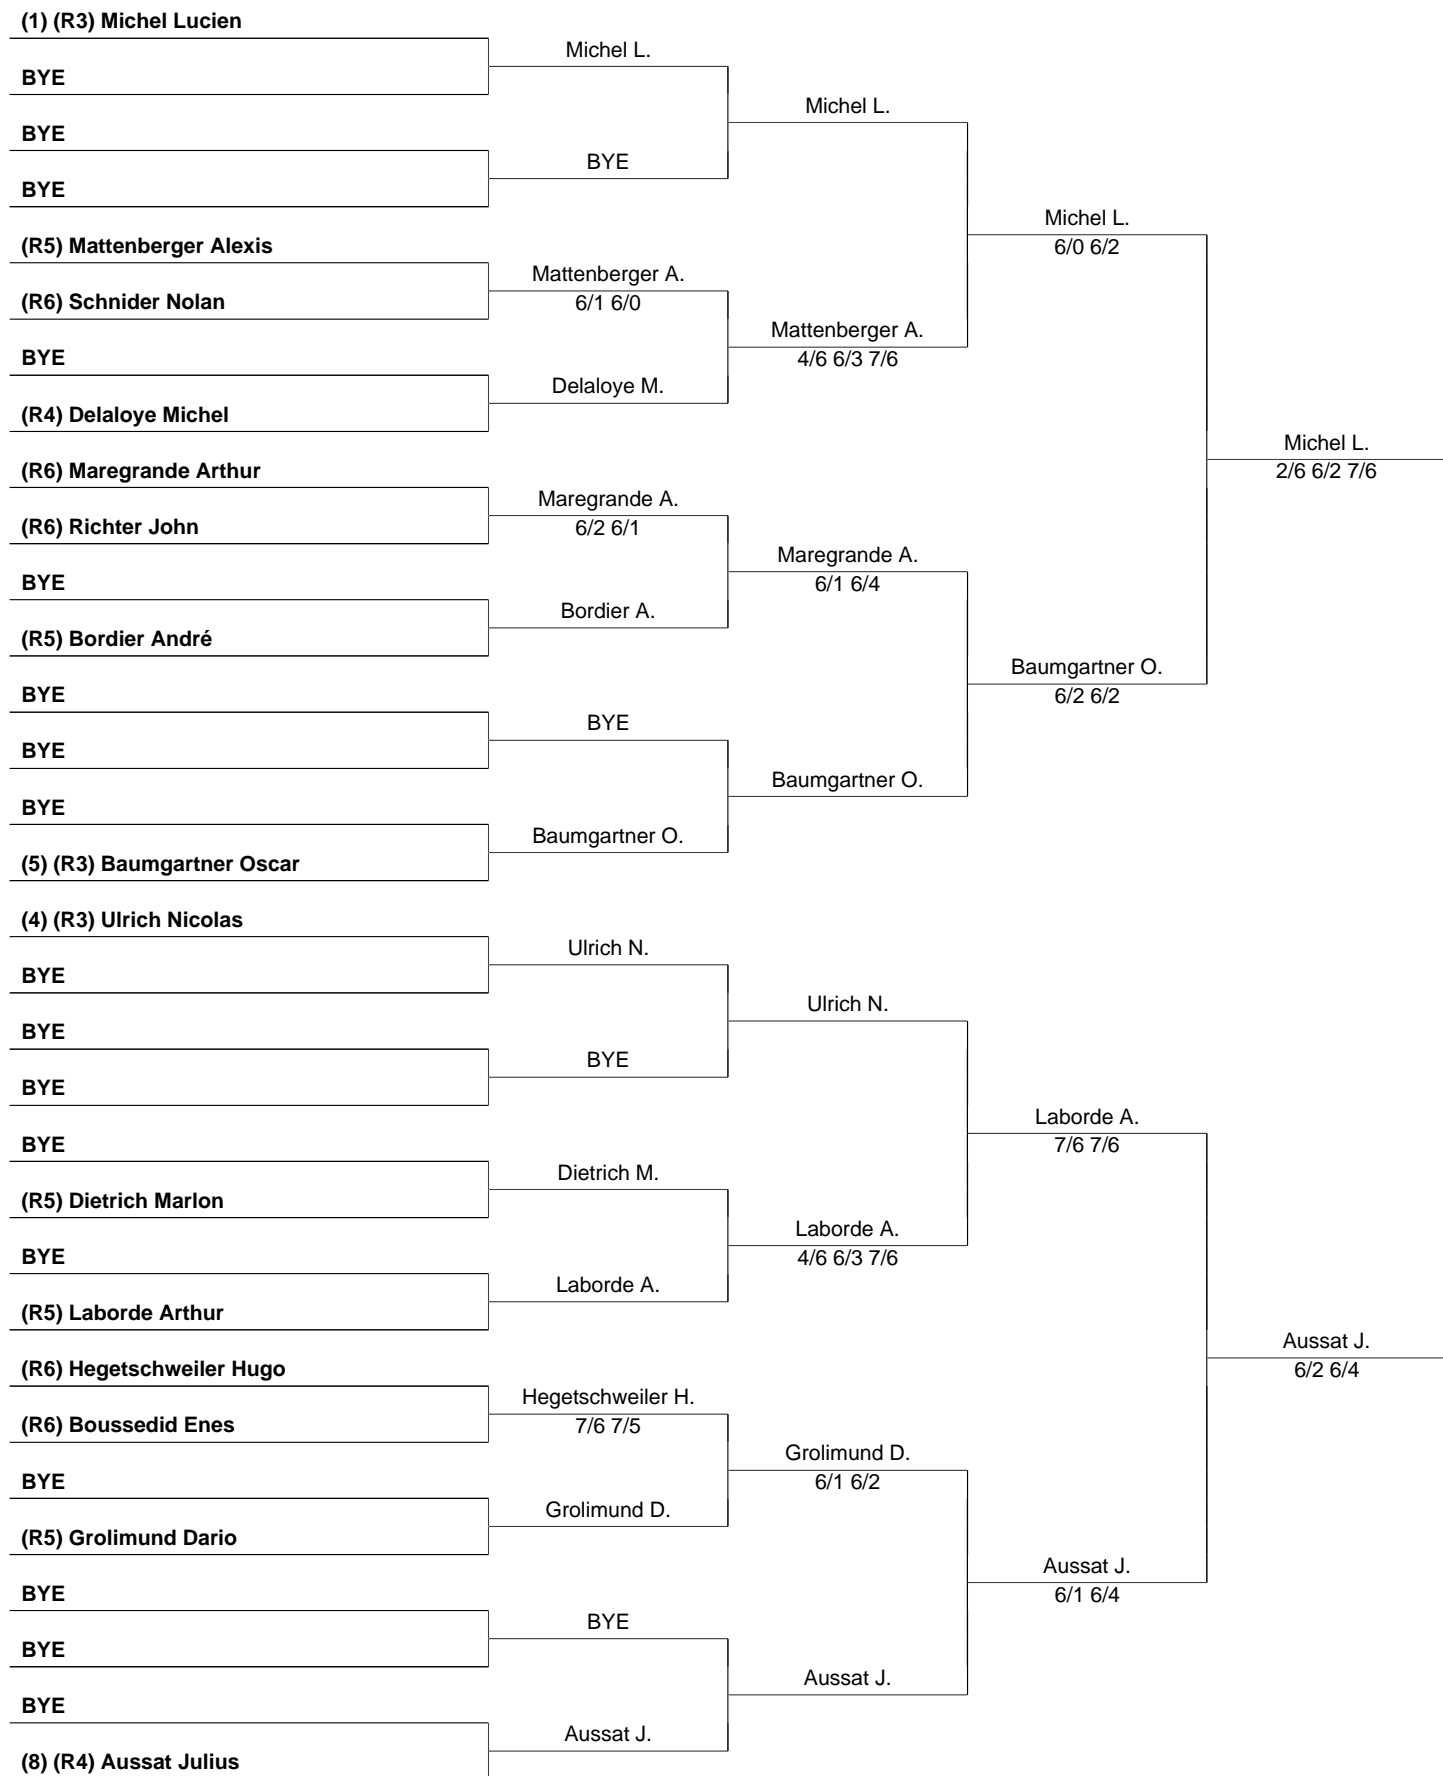 (1) (R3) Michel Lucien
Michel L.
BYE
Michel L.
BYE
BYE
BYE
Michel L.
6/0 6/2
(R5) Mattenberger Alexis
Mattenberger A.
6/1 6/0
(R6) Schnider Nolan
Mattenberger A.
4/6 6/3 7/6
BYE
Delaloye M.
(R4) Delaloye Michel
Michel L.
2/6 6/2 7/6
(R6) Maregrande Arthur
Maregrande A.
6/2 6/1
(R6) Richter John
Maregrande A.
6/1 6/4
BYE
Bordier A.
(R5) Bordier André
Baumgartner O.
6/2 6/2
BYE
BYE
BYE
Baumgartner O.
BYE
Baumgartner O.
(5) (R3) Baumgartner Oscar
(4) (R3) Ulrich Nicolas
Ulrich N.
BYE
Ulrich N.
BYE
BYE
BYE
Laborde A.
7/6 7/6
BYE
Dietrich M.
(R5) Dietrich Marlon
Laborde A.
4/6 6/3 7/6
BYE
Laborde A.
(R5) Laborde Arthur
Aussat J.
6/2 6/4
(R6) Hegetschweiler Hugo
Hegetschweiler H.
7/6 7/5
(R6) Boussedid Enes
Grolimund D.
6/1 6/2
BYE
Grolimund D.
(R5) Grolimund Dario
Aussat J.
6/1 6/4
BYE
BYE
BYE
Aussat J.
BYE
Aussat J.
(8) (R4) Aussat Julius